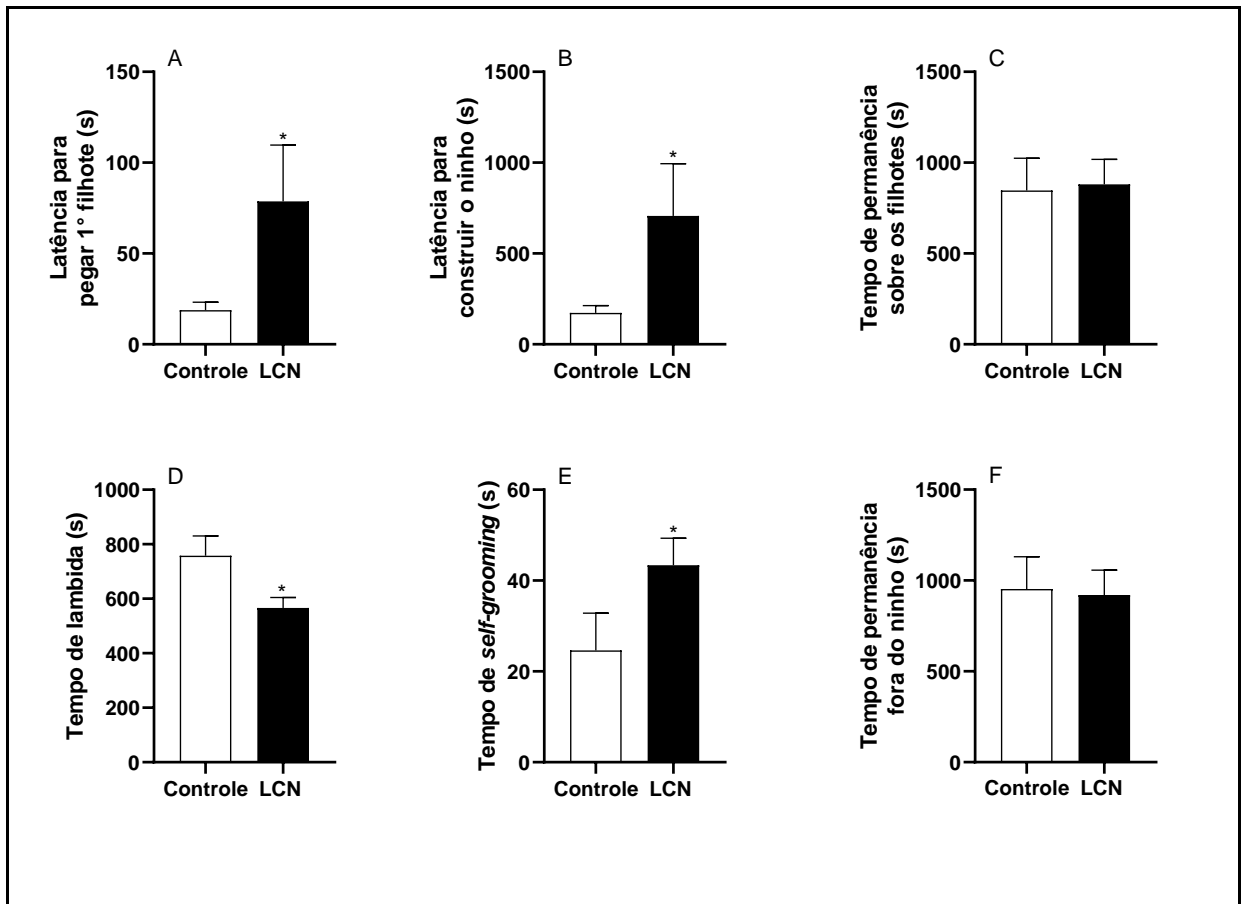 A
Latência para
pegar 1° filhote (s)
150
100
50
0
*
Controle LCN
B
Latência para
construir o ninho (s)
1500
1000
500
0
*
Controle LCN
C
Tempo de permanência
sobre os filhotes (s)
1500
1000
500
0
Controle LCN
D
Tempo de lambida (s)
1000
800
600
400
200
0
*
Controle LCN
E
Tempo de self-grooming (s)
60
40
20
0
*
Controle LCN
F
Tempo de permanência
fora do ninho (s)
1500
1000
500
0
Controle LCN